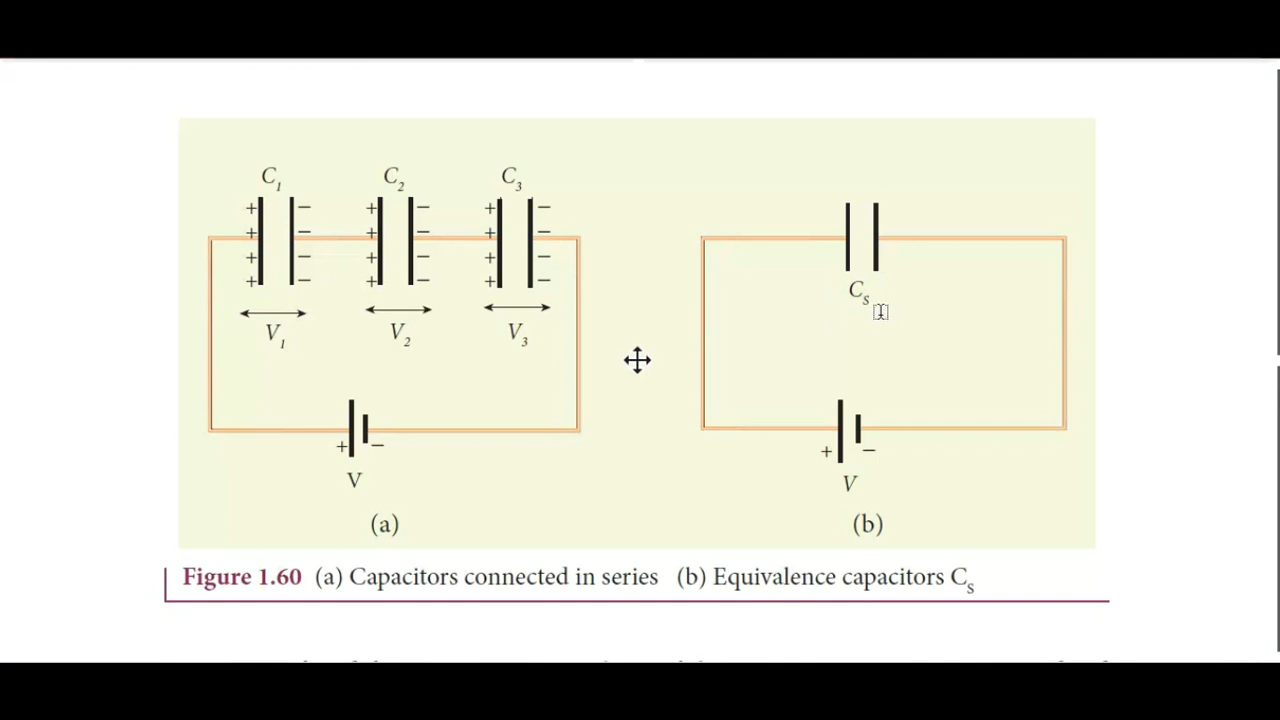 C1 C2 C3
+ − + − + −
+ − + − + −
+ − + − + −
+ − + − + −
V1 V2 V3
+ −
V
(a)
Cs
+ −
V
(b)
Figure 1.60 (a) Capacitors connected in series (b) Equivalence capacitors Cs